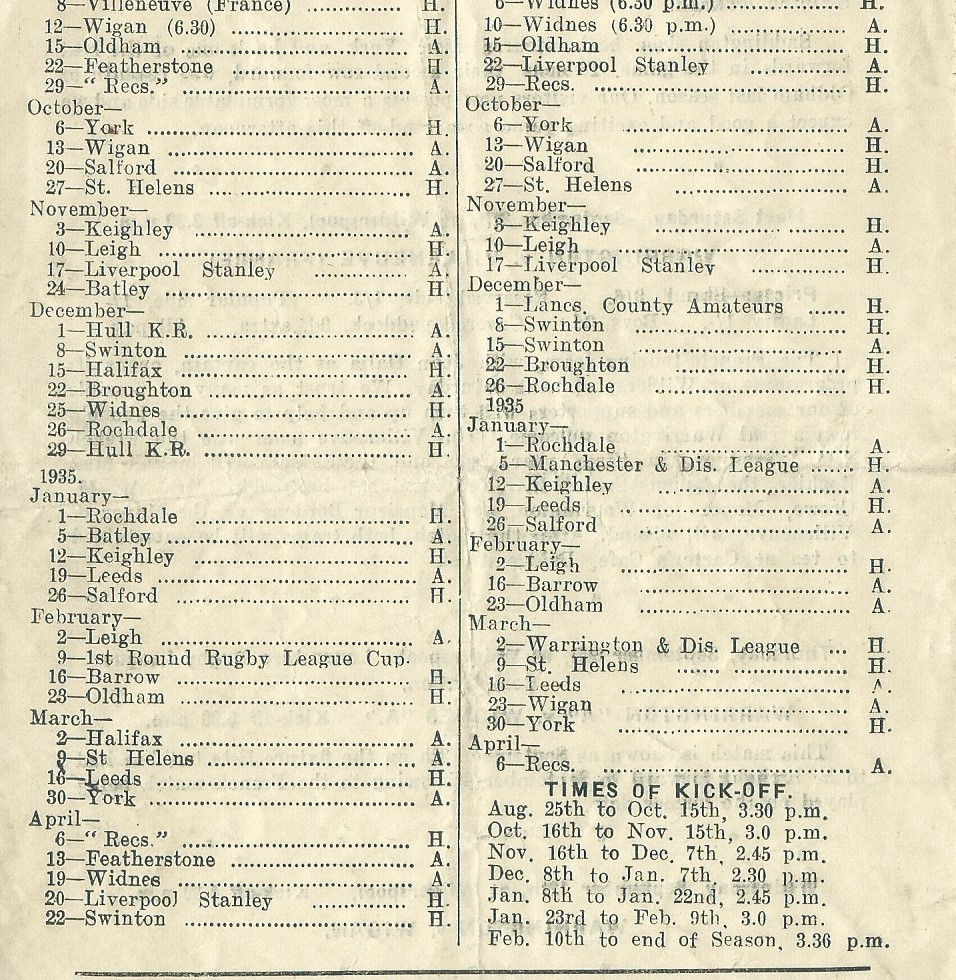 8—Villeneuve (France) ... H.
12—Wigan (6.30) ... H.
15—Oldham ... A.
22—Featherstone ... H.
29—“ Recs.” ... A.
October—
6—York ... H.
13—Wigan ... A.
20—Salford ... A.
27—St. Helens ... H.
November—
3—Keighley ... A.
10—Leigh ... H.
17—Liverpool Stanley ... A.
24—Batley ... H.
December—
1—Hull K.R. ... A.
8—Swinton ... A.
15—Halifax ... H.
22—Broughton ... A.
25—Widnes ... H.
26—Rochdale ... A.
29—Hull K.R. ... H.
1935.
January—
1—Rochdale ... H.
5—Batley ... A.
12—Keighley ... H.
19—Leeds ... A.
26—Salford ... H.
February—
2—Leigh ... A.
9—1st Round Rugby League Cup.
16—Barrow ... H.
23—Oldham ... H.
March—
2—Halifax ... A.
9—St Helens ... A.
16—Leeds ... H.
30—York ... A.
April—
6—“ Recs.” ... H.
13—Featherstone ... A.
19—Widnes ... A.
20—Liverpool Stanley ... H.
22—Swinton ... H.
6—Widnes (6.30 p.m.) ... H.
10—Widnes (6.30 p.m.) ... A.
15—Oldham ... H.
22—Liverpool Stanley ... A.
29—Recs. ... H.
October—
6—York ... A.
13—Wigan ... H.
20—Salford ... H.
27—St. Helens ... A.
November—
3—Keighley ... H.
10—Leigh ... A.
17—Liverpool Stanley ... H.
December—
1—Lancs. County Amateurs ... H.
8—Swinton ... H.
15—Swinton ... A.
22—Broughton ... H.
26—Rochdale ... H.
1935
January—
1—Rochdale ... A.
5—Manchester & Dis. League ... H.
12—Keighley ... A.
19—Leeds ... H.
26—Salford ... A.
February—
2—Leigh ... H.
16—Barrow ... A.
23—Oldham ... A.
March—
2—Warrington & Dis. League ... H.
9—St. Helens ... H.
16—Leeds ... A.
23—Wigan ... A.
30—York ... H.
April—
6—Recs. ... A.
TIMES OF KICK-OFF.
Aug. 25th to Oct. 15th, 3.30 p.m.
Oct. 16th to Nov. 15th, 3.0 p.m.
Nov. 16th to Dec. 7th, 2.45 p.m.
Dec. 8th to Jan. 7th, 2.30 p.m.
Jan. 8th to Jan. 22nd, 2.45 p.m.
Jan. 23rd to Feb. 9th, 3.0 p.m.
Feb. 10th to end of Season, 3.30 p.m.